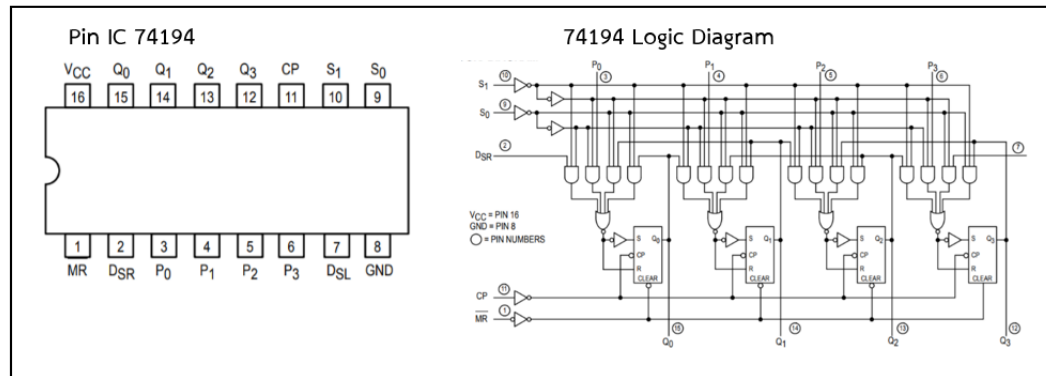 Pin IC 74194
VCC Q0 Q1 Q2 Q3 CP S1 S0
16 15 14 13 12 11 10 9
1 2 3 4 5 6 7 8
MR DSR P0 P1 P2 P3 DSL GND
74194 Logic Diagram
P0 P1 P2 P3
3 4 5 6
S1 10
S0 9
DSR 2
7
VCC = PIN 16
GND = PIN 8
= PIN NUMBERS
S Q0 S Q1 S Q2 S Q3
CP CP CP CP
R R R R
CLEAR CLEAR CLEAR CLEAR
CP 11
MR 1
15 14 13 12
Q0 Q1 Q2 Q3